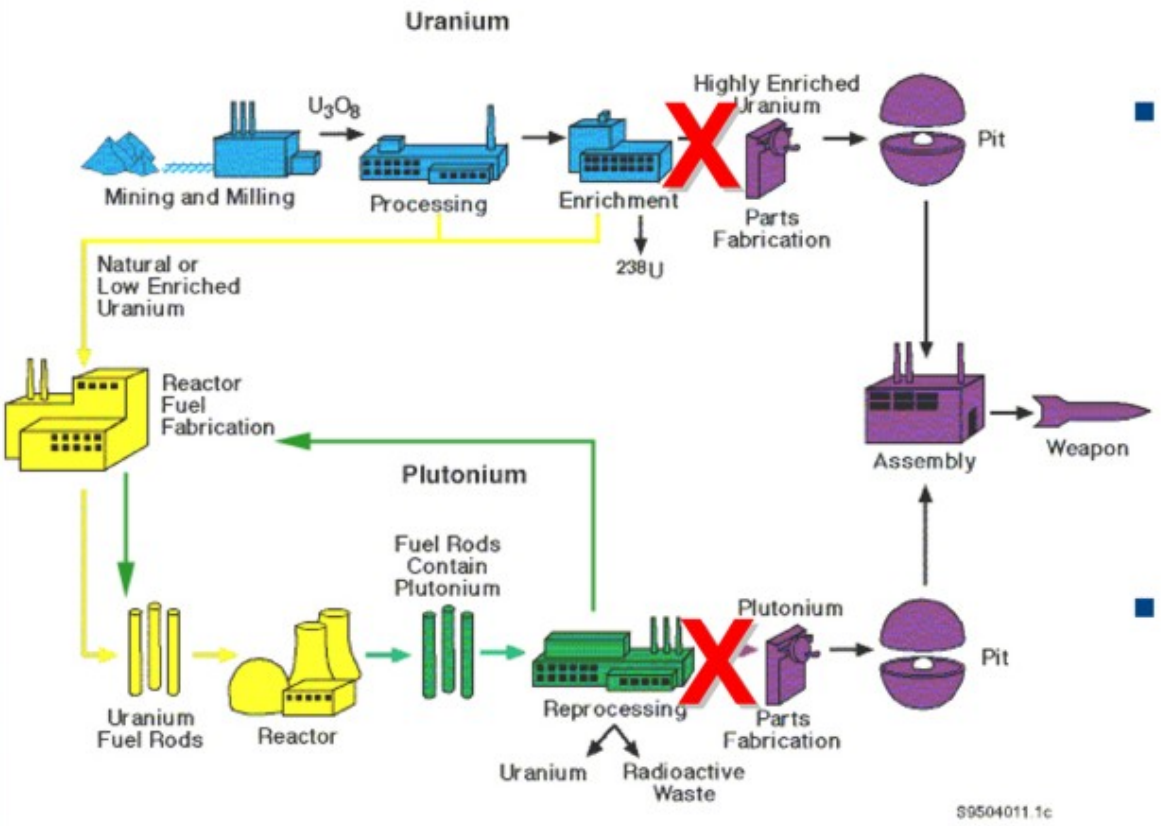 Uranium
Highly Enriched
Uranium
U3O8
Pit
Mining and Milling
Processing
Enrichment
Parts
Fabrication
238U
Natural or
Low Enriched
Uranium
Reactor
Fuel
Fabrication
Assembly
Weapon
Plutonium
Fuel Rods
Contain
Plutonium
Plutonium
Pit
Uranium
Fuel Rods
Reactor
Reprocessing
Parts
Fabrication
Uranium
Radioactive
Waste
S9504011.1c